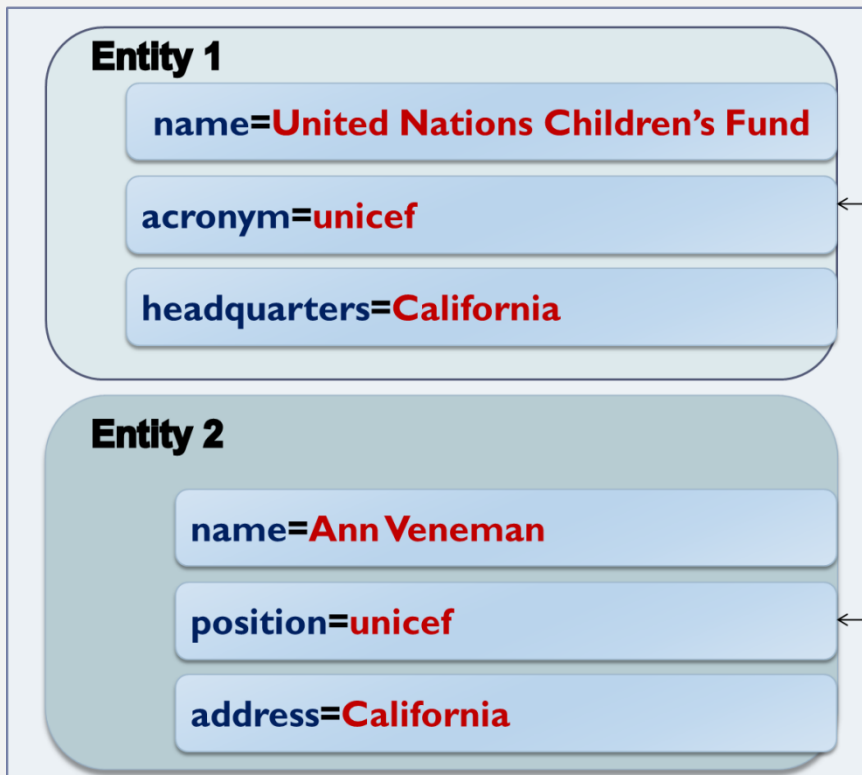 Entity 1
name=United Nations Children’s Fund
acronym=unicef
headquarters=California
Entity 2
name=Ann Veneman
position=unicef
address=California